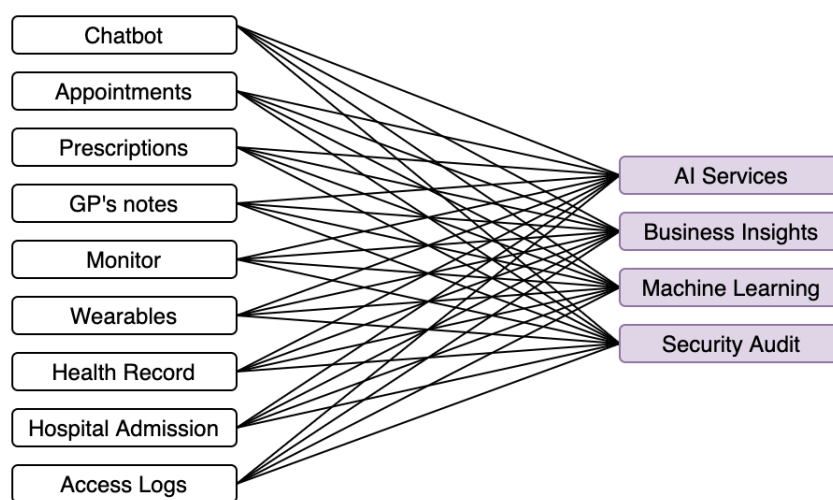 Chatbot
Appointments
Prescriptions
GP's notes
Monitor
Wearables
Health Record
Hospital Admission
Access Logs
AI Services
Business Insights
Machine Learning
Security Audit